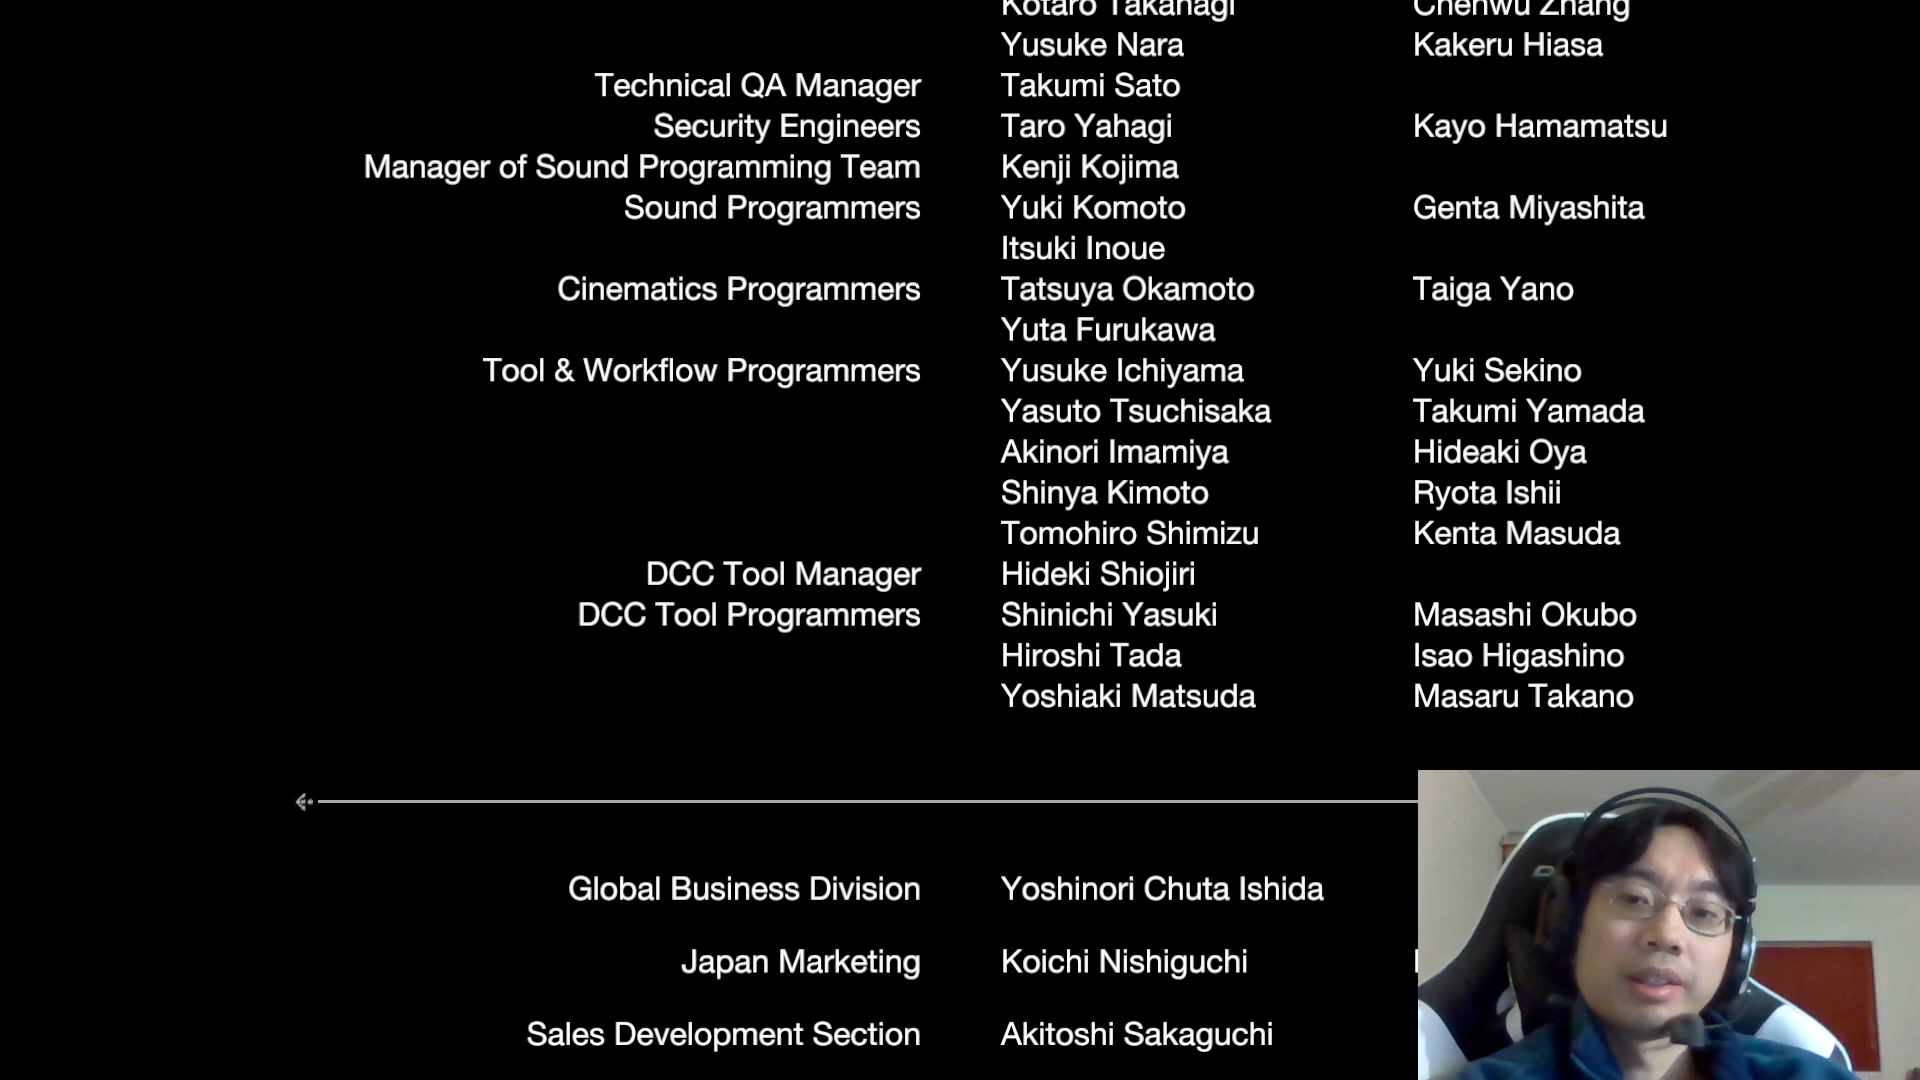 Kotaro Takahagi Chenwu Zhang
Yusuke Nara Kakeru Hiasa
Technical QA Manager Takumi Sato
Security Engineers Taro Yahagi Kayo Hamamatsu
Manager of Sound Programming Team Kenji Kojima
Sound Programmers Yuki Komoto Genta Miyashita
Itsuki Inoue
Cinematics Programmers Tatsuya Okamoto Taiga Yano
Yuta Furukawa
Tool & Workflow Programmers Yusuke Ichiyama Yuki Sekino
Yasuto Tsuchisaka Takumi Yamada
Akinori Imamiya Hideaki Oya
Shinya Kimoto Ryota Ishii
Tomohiro Shimizu Kenta Masuda
DCC Tool Manager Hideki Shiojiri
DCC Tool Programmers Shinichi Yasuki Masashi Okubo
Hiroshi Tada Isao Higashino
Yoshiaki Matsuda Masaru Takano
Global Business Division Yoshinori Chuta Ishida
Japan Marketing Koichi Nishiguchi
Sales Development Section Akitoshi Sakaguchi